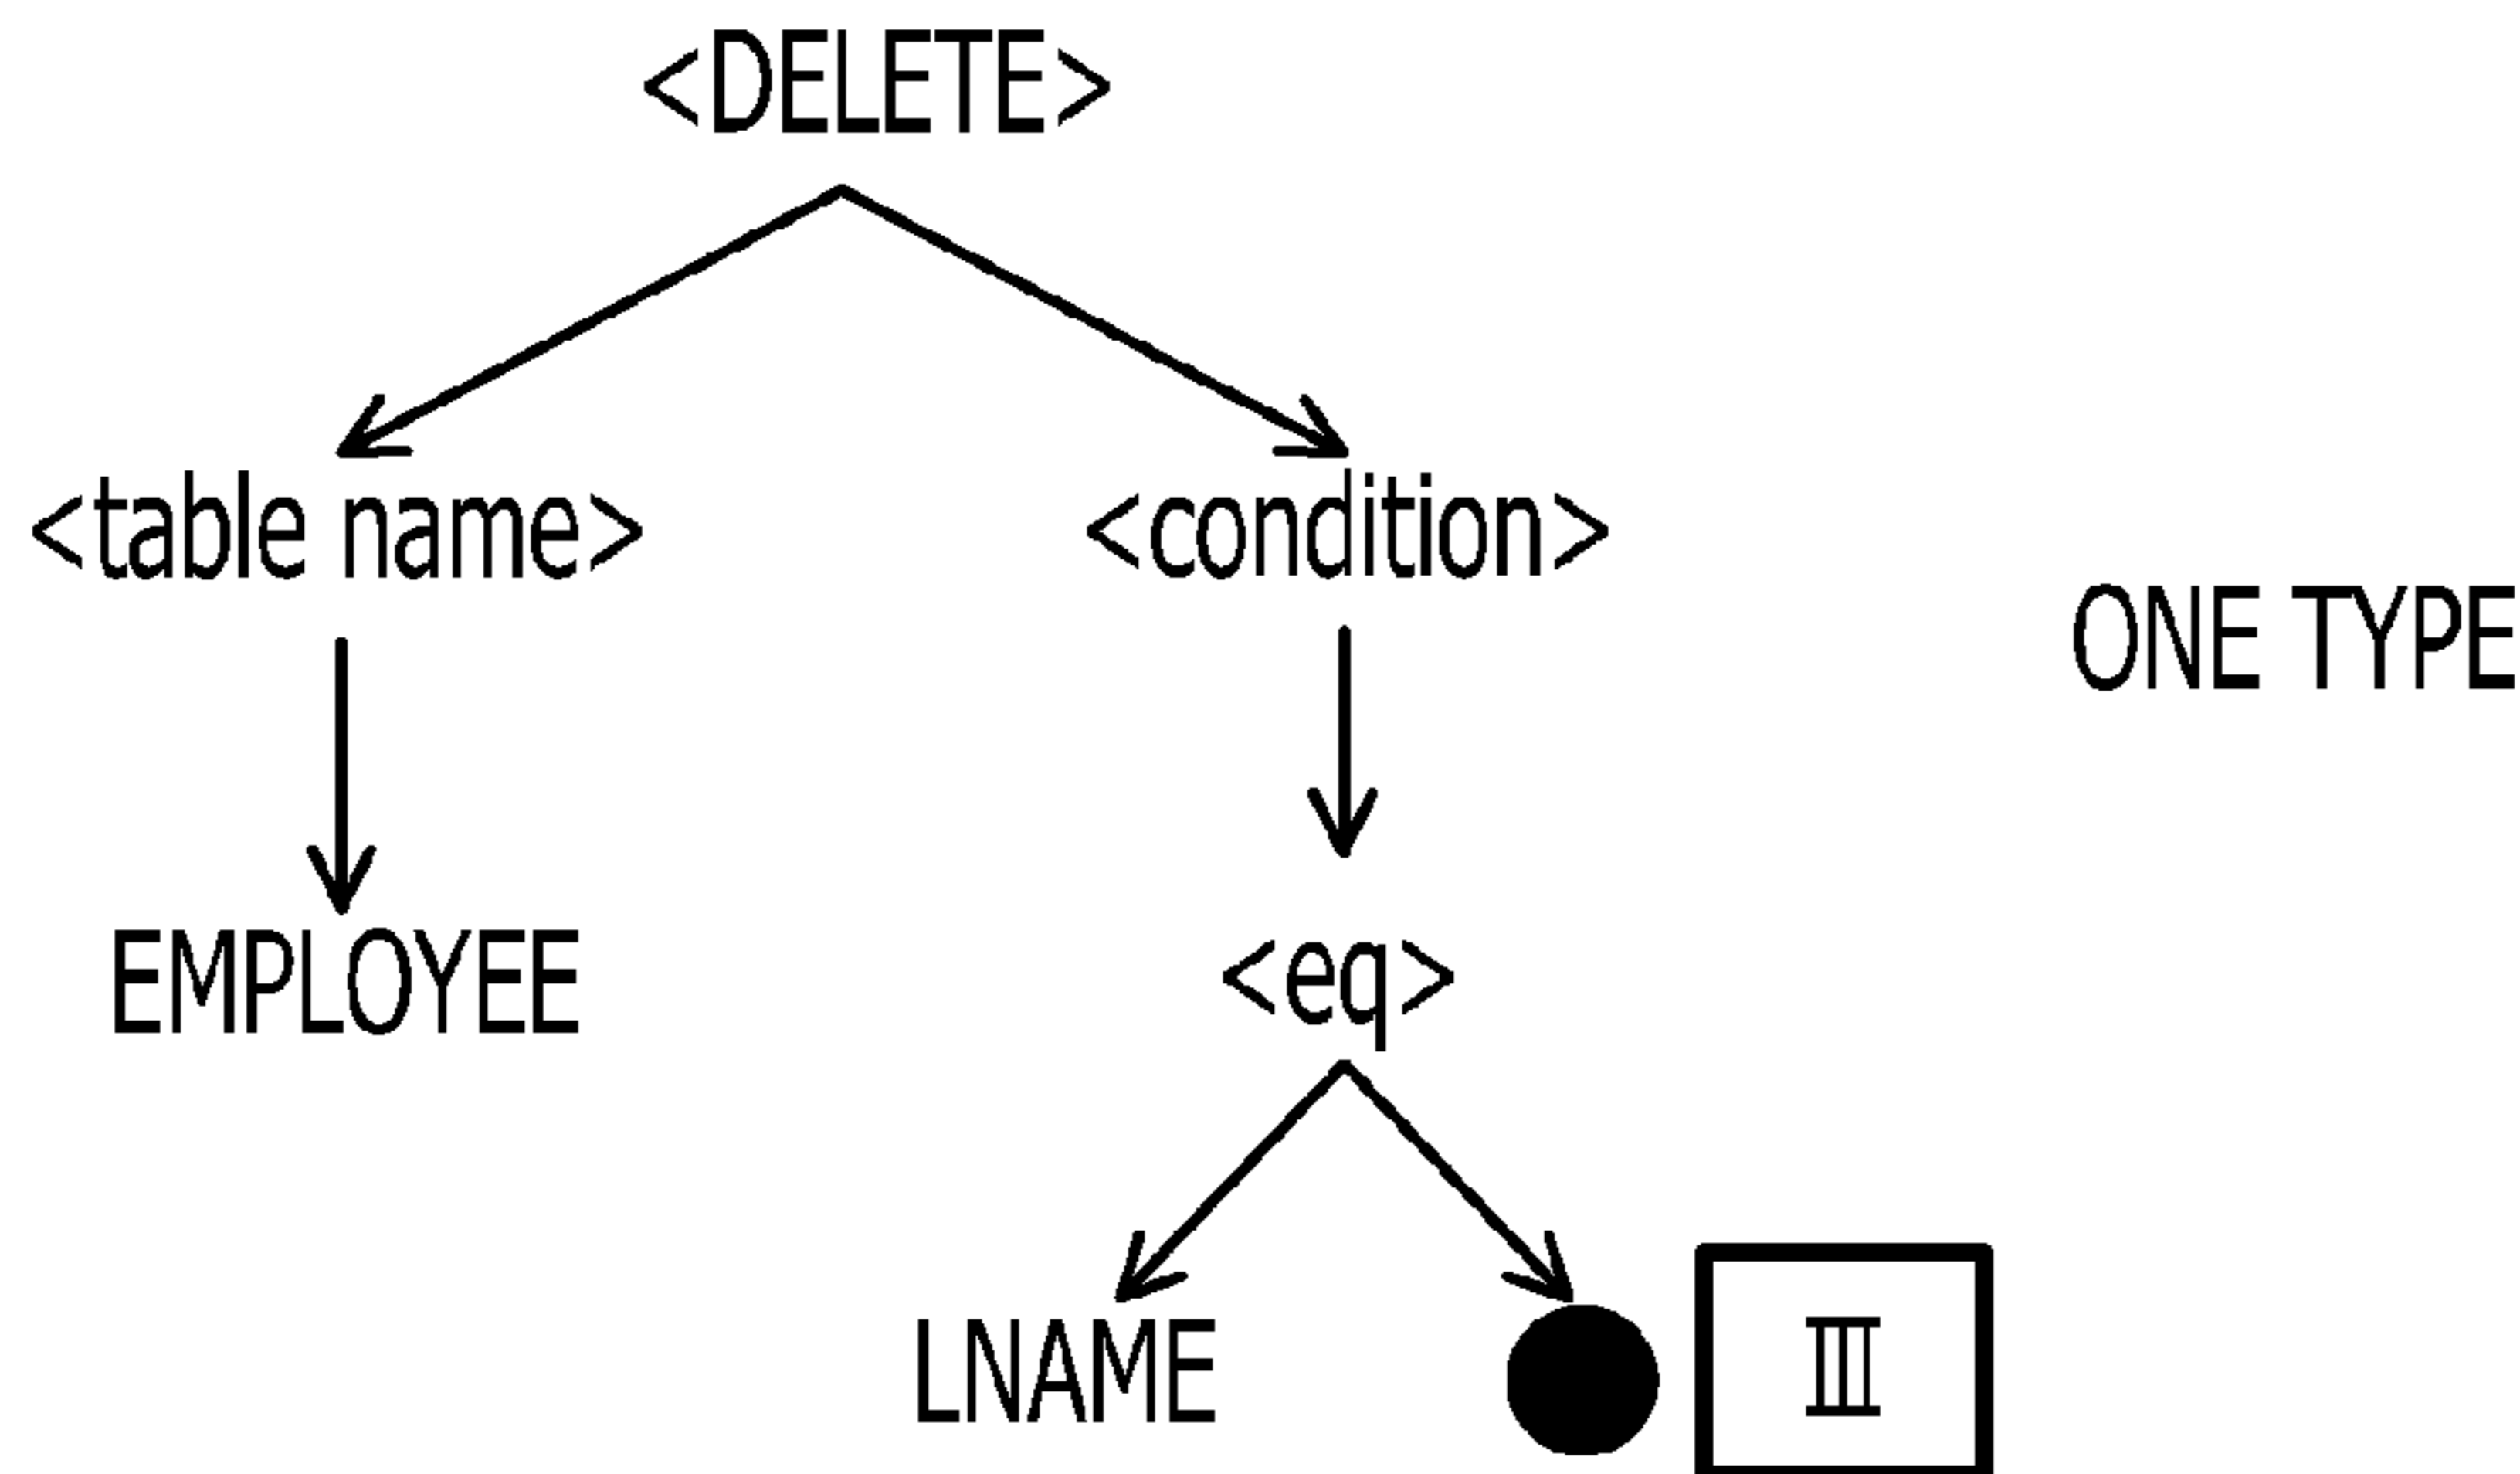 <DELETE>
<table name>
<condition>
ONE TYPE
EMPLOYEE
<eq>
LNAME
III